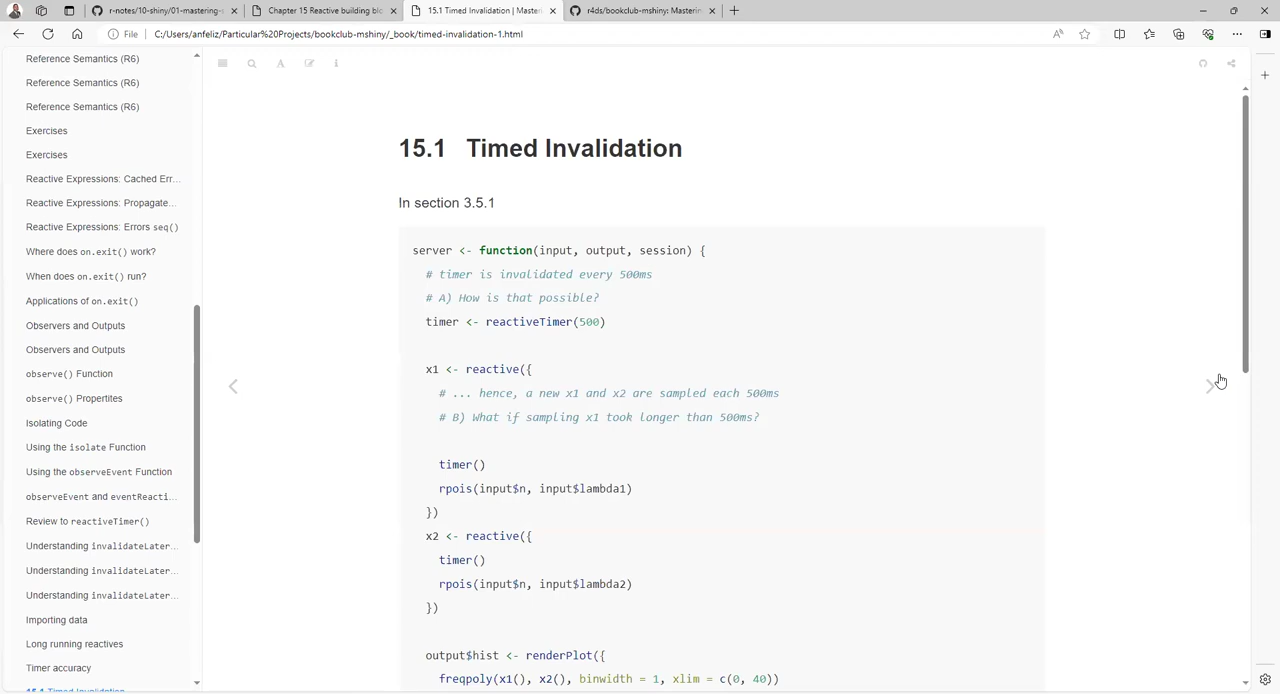 r-notes/10-shiny/01-mastering-s
Chapter 15 Reactive building blo
15.1 Timed Invalidation | Master
r4ds/bookclub-mshiny: Masterin
File
C:/Users/anfeliz/Particular%20Projects/bookclub-mshiny/_book/timed-invalidation-1.html
Reference Semantics (R6)
Reference Semantics (R6)
Reference Semantics (R6)
Exercises
Exercises
Reactive Expressions: Cached Err...
Reactive Expressions: Propagate...
Reactive Expressions: Errors seq()
Where does on.exit() work?
When does on.exit() run?
Applications of on.exit()
Observers and Outputs
Observers and Outputs
observe() Function
observe() Propertites
Isolating Code
Using the isolate Function
Using the observeEvent Function
observeEvent and eventReacti...
Review to reactiveTimer()
Understanding invalidateLater...
Understanding invalidateLater...
Understanding invalidateLater...
Importing data
Long running reactives
Timer accuracy
15.1 Timed Invalidation
15.1 Timed Invalidation
In section 3.5.1
server <- function(input, output, session) {
# timer is invalidated every 500ms
# A) How is that possible?
timer <- reactiveTimer(500)
x1 <- reactive({
# ... hence, a new x1 and x2 are sampled each 500ms
# B) What if sampling x1 took longer than 500ms?
timer()
rpois(input$n, input$lambda1)
})
x2 <- reactive({
timer()
rpois(input$n, input$lambda2)
})
output$hist <- renderPlot({
freqpoly(x1(), x2(), binwidth = 1, xlim = c(0, 40))